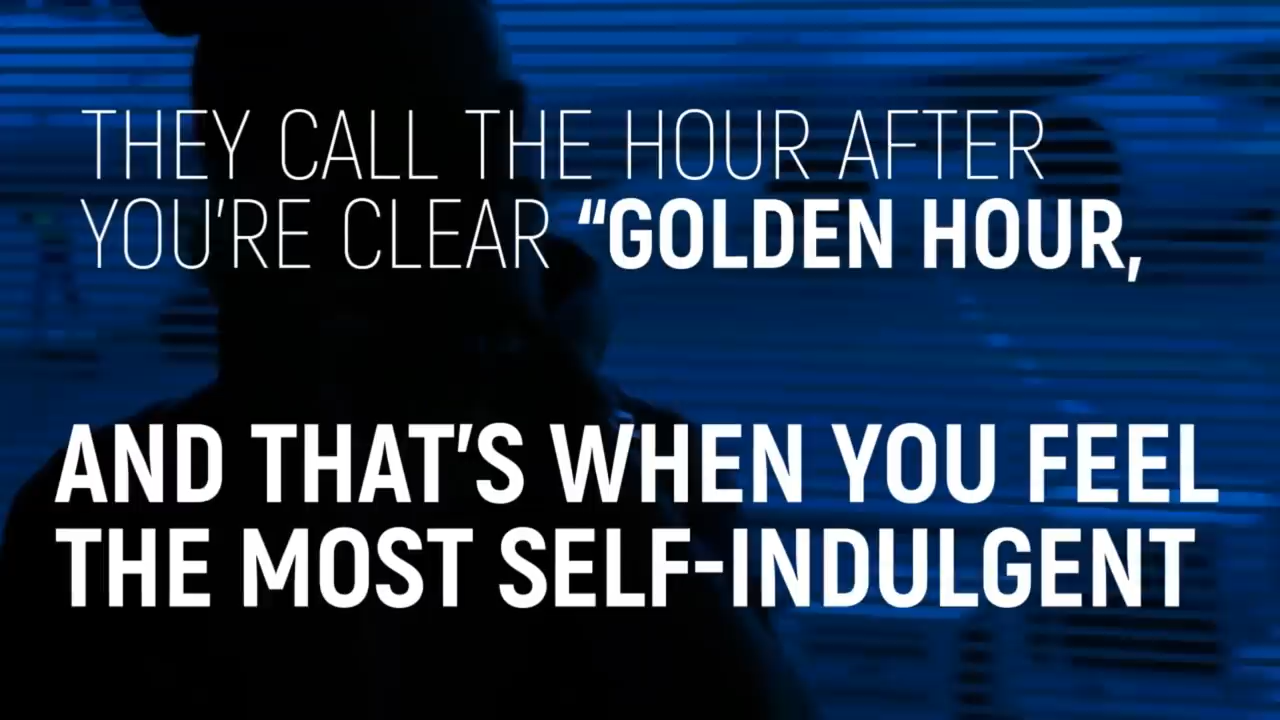 THEY CALL THE HOUR AFTER
YOU'RE CLEAR “GOLDEN HOUR,
AND THAT'S WHEN YOU FEEL
THE MOST SELF-INDULGENT